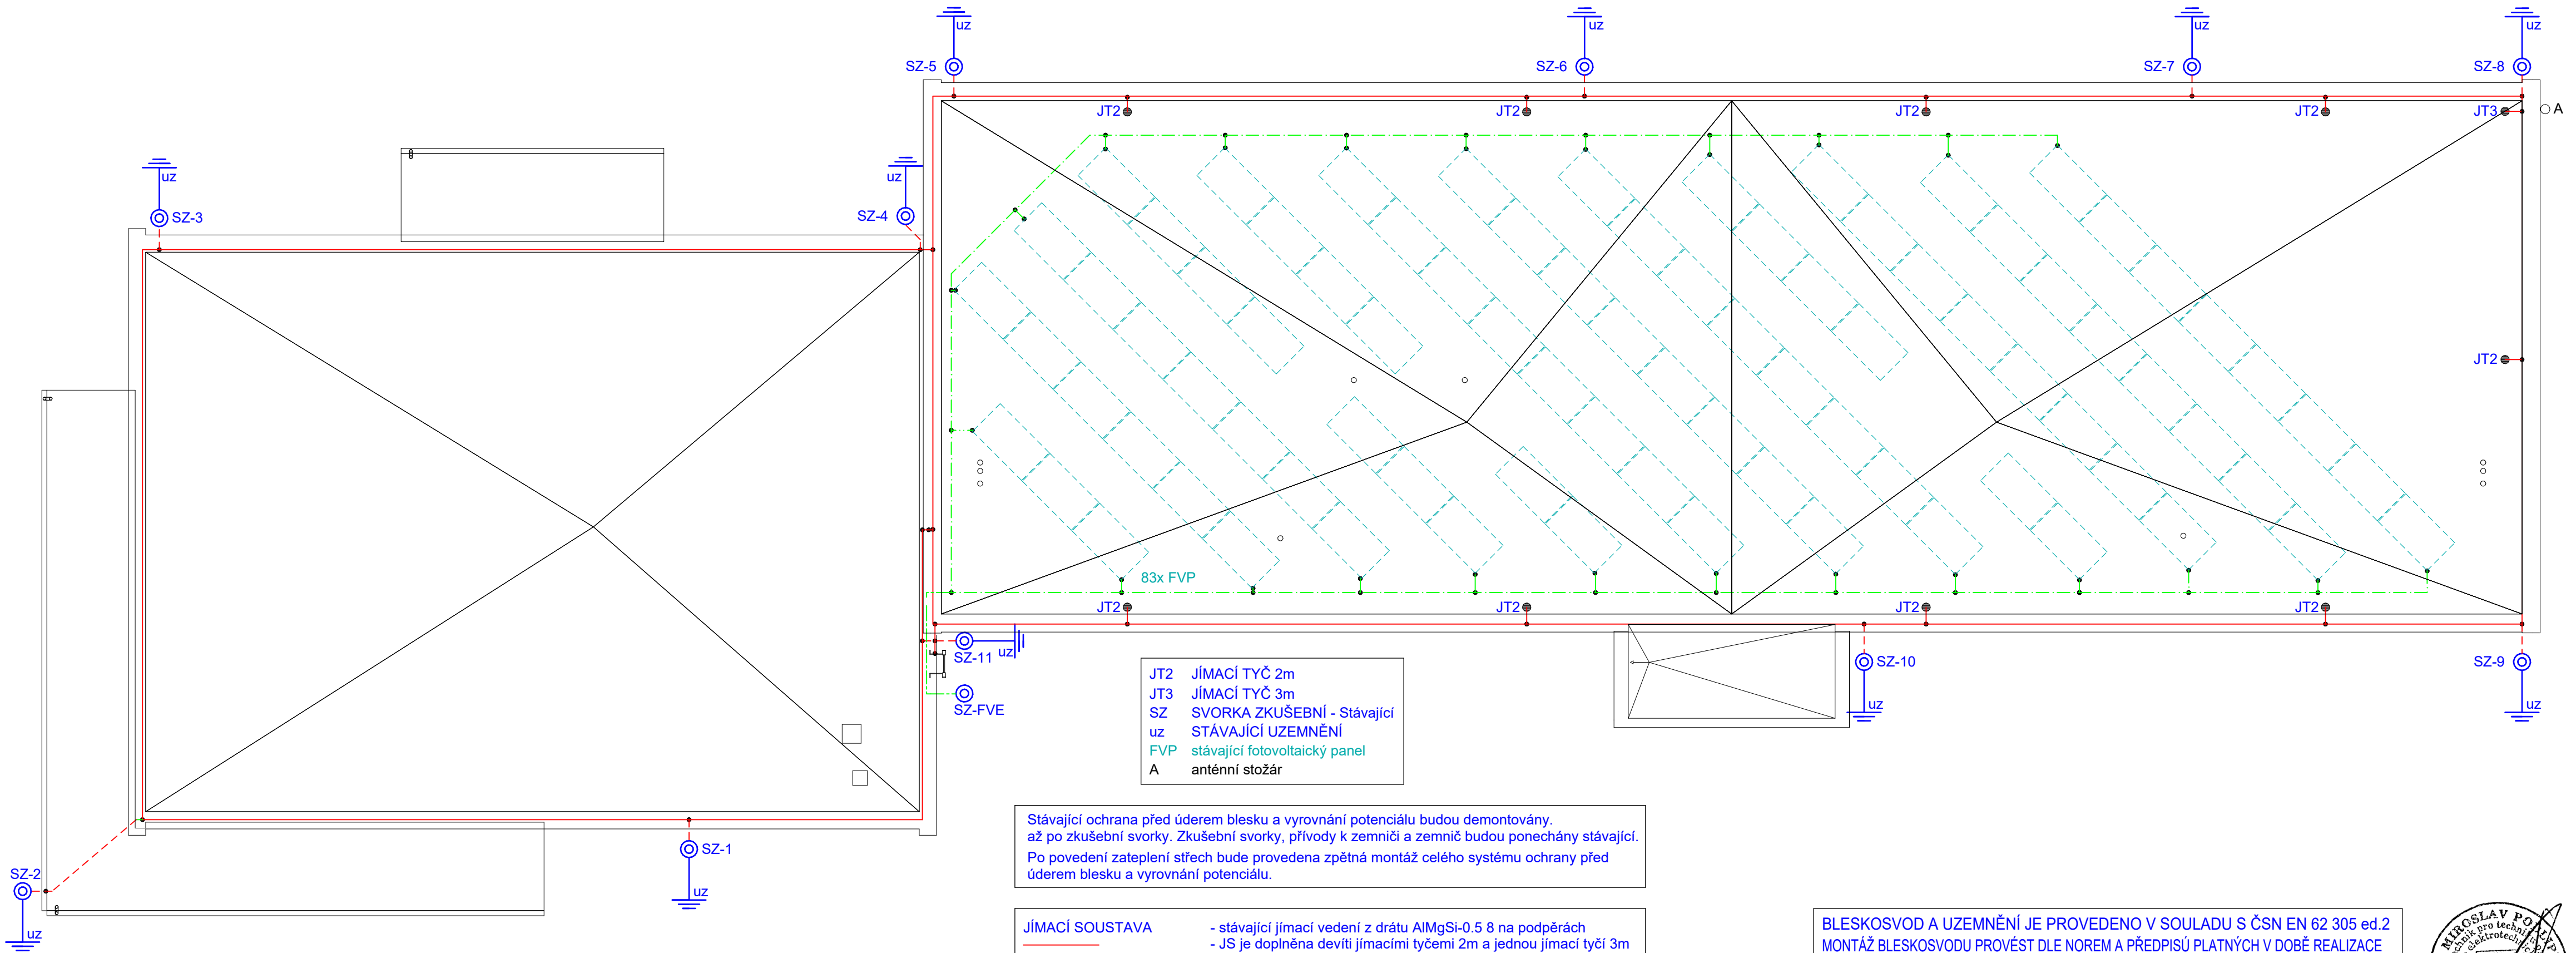 uz
uz
uz
uz
SZ-5
SZ-6
SZ-7
SZ-8
JT2
JT2
JT2
JT2
JT3
A
uz
uz
SZ-3
SZ-4
JT2
83x FVP
JT2
JT2
JT2
JT2
SZ-11
uz
SZ-10
SZ-9
uz
uz
SZ-FVE
JT2 JÍMACÍ TYČ 2m
JT3 JÍMACÍ TYČ 3m
SZ SVORKA ZKUŠEBNÍ - Stávající
uz STÁVAJÍCÍ UZEMNĚNÍ
FVP stávající fotovoltaický panel
A anténní stožár
Stávající ochrana před úderem blesku a vyrovnání potenciálu budou demontovány.
až po zkušební svorky. Zkušební svorky, přívody k zemniči a zemnič budou ponechány stávající.
Po povedení zateplení střech bude provedena zpětná montáž celého systému ochrany před
úderem blesku a vyrovnání potenciálu.
SZ-1
uz
SZ-2
uz
JÍMACÍ SOUSTAVA - stávající jímací vedení z drátu AlMgSi-0.5 8 na podpěrách
- JS je doplněna devíti jímacími tyčemi 2m a jednou jímací tyčí 3m
BLESKOSVOD A UZEMNĚNÍ JE PROVEDENO V SOULADU S ČSN EN 62 305 ed.2
MONTÁŽ BLESKOSVODU PROVÉST DLE NOREM A PŘEDPISÚ PLATNÝCH V DOBĚ REALIZACE
MIROSLAV